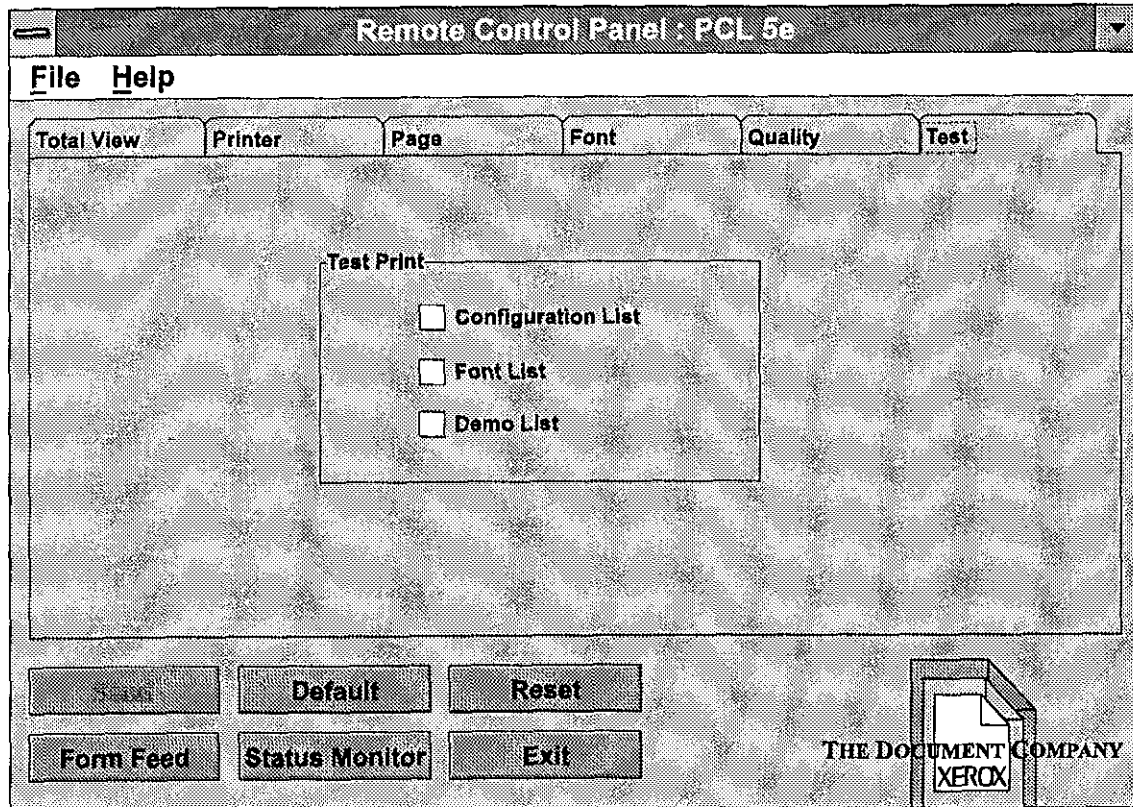 Remote Control Panel : PCL 5e
File Help
Total View Printer Page Font Quality Test
Test Print
Configuration List
Font List
Demo List
Default Reset
Form Feed Status Monitor Exit
THE DOCUMENT COMPANY
XEROX